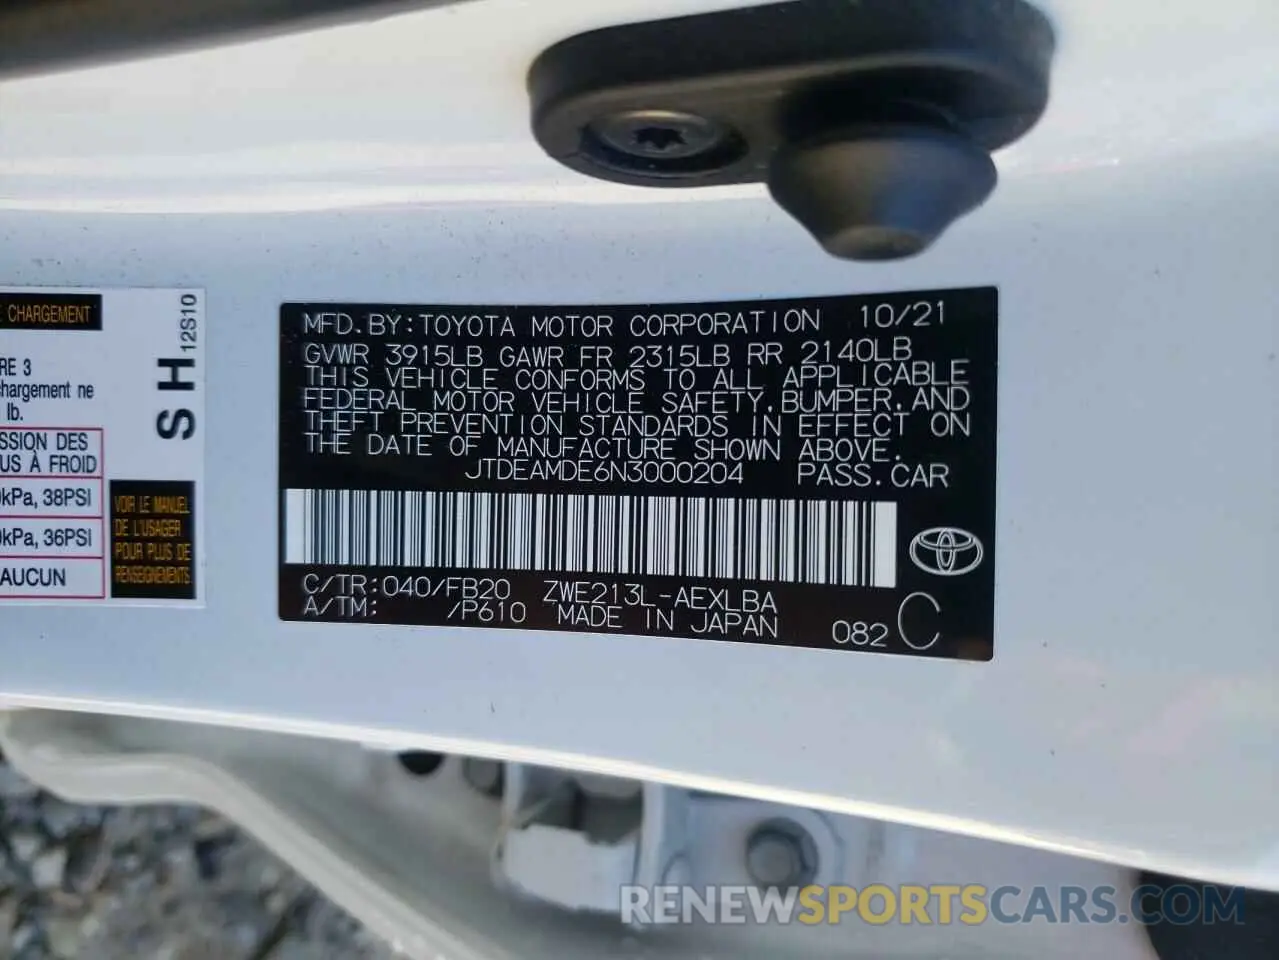 E CHARGEMENT
RE 3
chargement ne
lb.
SSION DES
US À FROID
kPa, 38PSI
kPa, 36PSI
AUCUN
SH 12S10
VOIR LE MANUEL
DE L'USAGER
POUR PLUS DE
RENSEIGNEMENTS
MFD. BY: TOYOTA MOTOR CORPORATION 10/21
GVWR 3915LB GAWR FR 2315LB RR 2140LB
THIS VEHICLE CONFORMS TO ALL APPLICABLE
FEDERAL MOTOR VEHICLE SAFETY, BUMPER, AND
THEFT PREVENTION STANDARDS IN EFFECT ON
THE DATE OF MANUFACTURE SHOWN ABOVE.
JTDEAMDE6N3000204 PASS. CAR
C/TR: 040/FB20 ZWE213L-AEXLBA
A/TM: /P610 MADE IN JAPAN 082 C
RENEWSPORTSCARS.COM